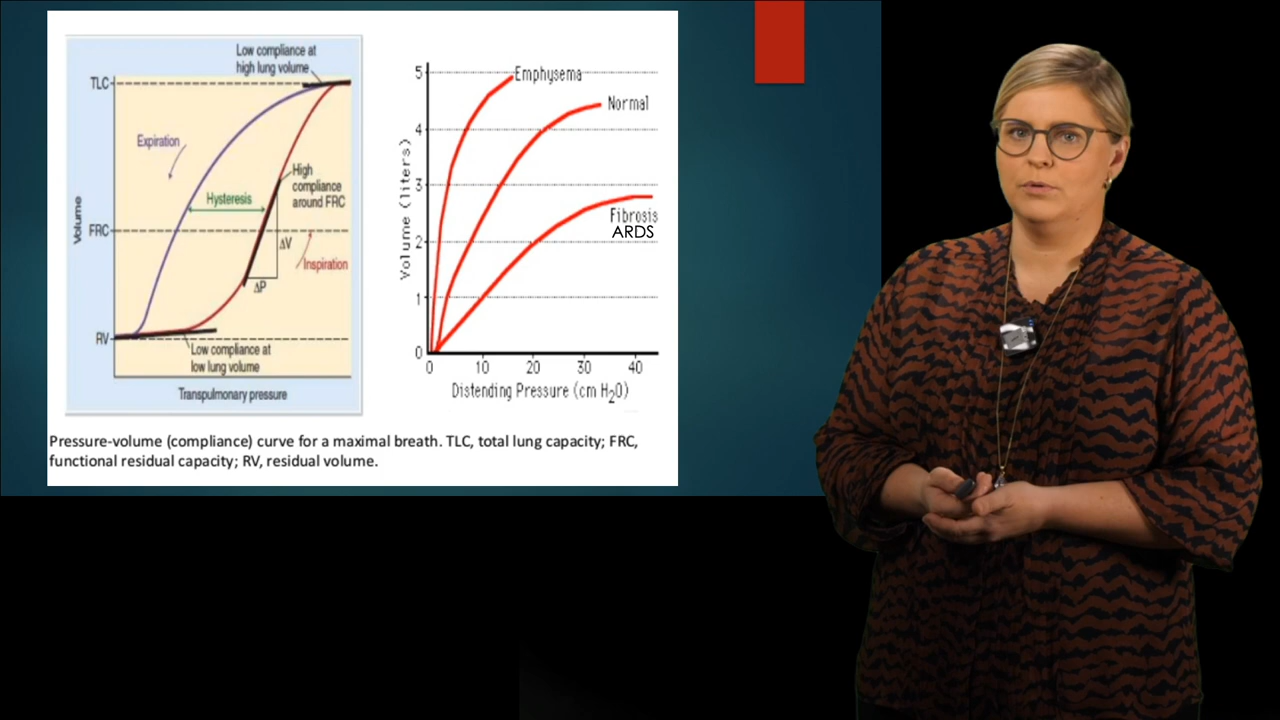 Low compliance at
high lung volume
TLC
Expiration
High
compliance
around FRC
Hysteresis
Volume
FRC
ΔV
Inspiration
ΔP
RV
Low compliance at
low lung volume
Transpulmonary pressure
5
Emphysema
Normal
4
3
Volume (liters)
Fibrosis
ARDS
2
1
0
0 10 20 30 40
Distending Pressure (cm H₂O)
Pressure-volume (compliance) curve for a maximal breath. TLC, total lung capacity; FRC,
functional residual capacity; RV, residual volume.